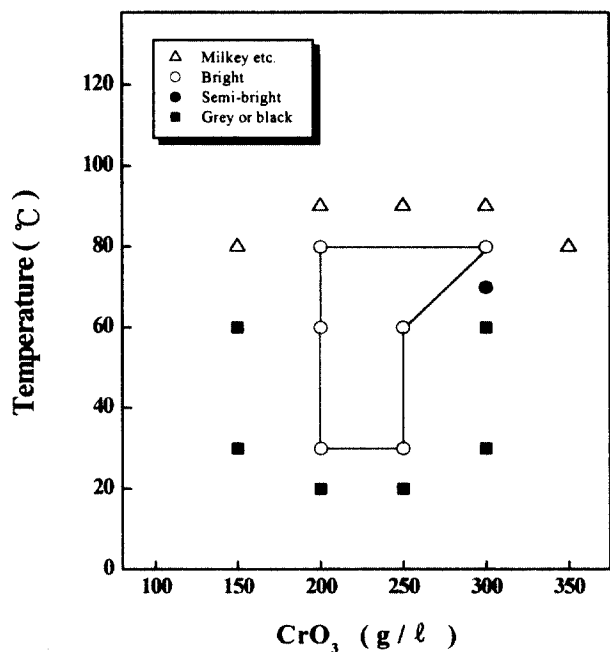 Milkey etc.
Bright
Semi-bright
Grey or black
120
100
80
60
40
20
0
100 150 200 250 300 350
Temperature ( ℃ )
CrO₃ ( g / ℓ )